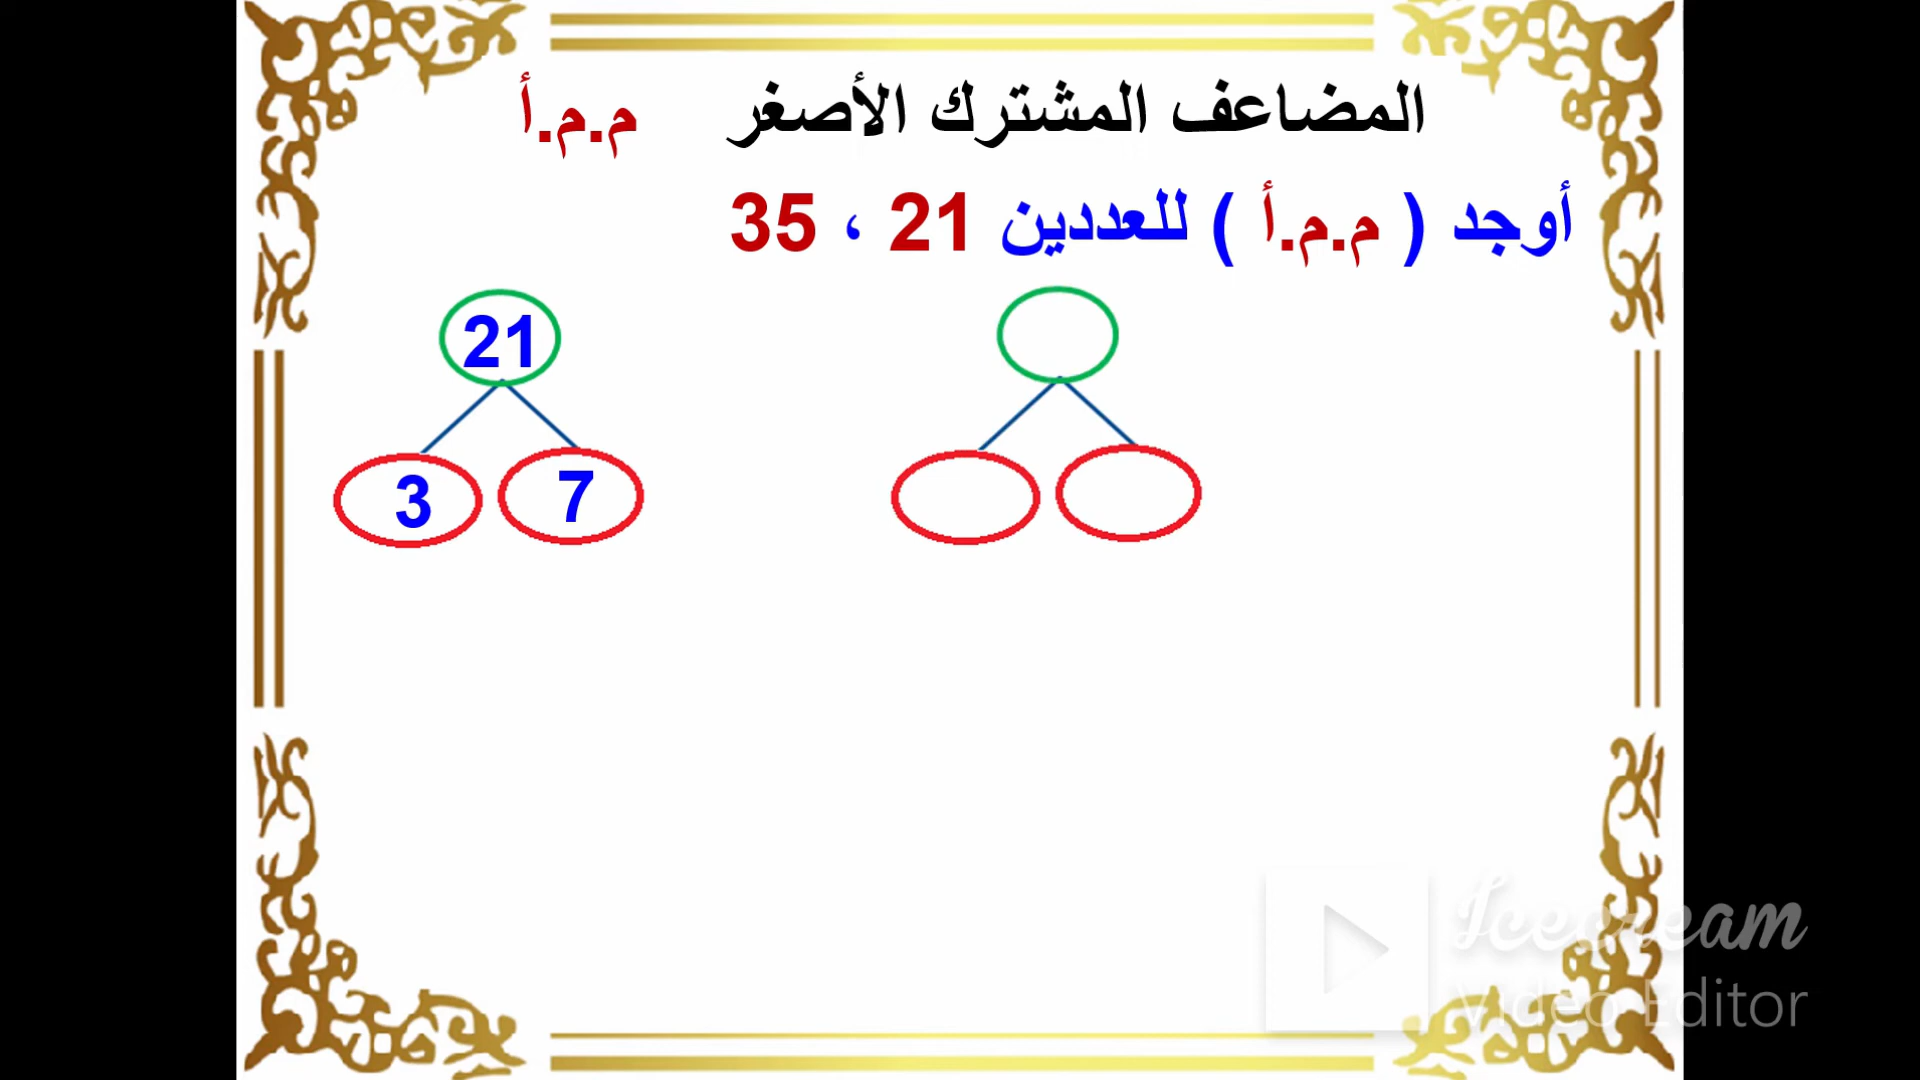 المضاعف المشترك الأصغر م.م.أ
أوجد ( م.م.أ ) للعددين 21 ، 35
21
3 7
Icecream
Video Editor